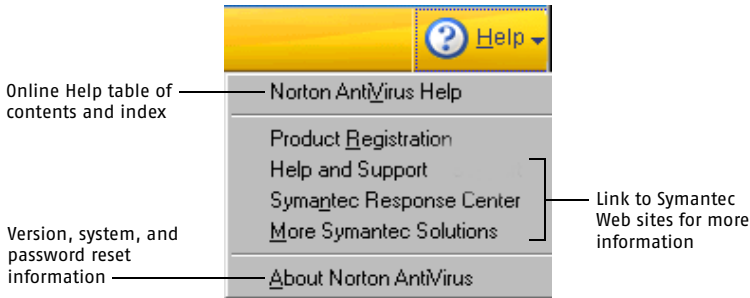 Help
Online Help table of
contents and index
Norton AntiVirus Help
Product Registration
Help and Support
Symantec Response Center
More Symantec Solutions
Link to Symantec
Web sites for more
information
Version, system, and
password reset
information
About Norton AntiVirus